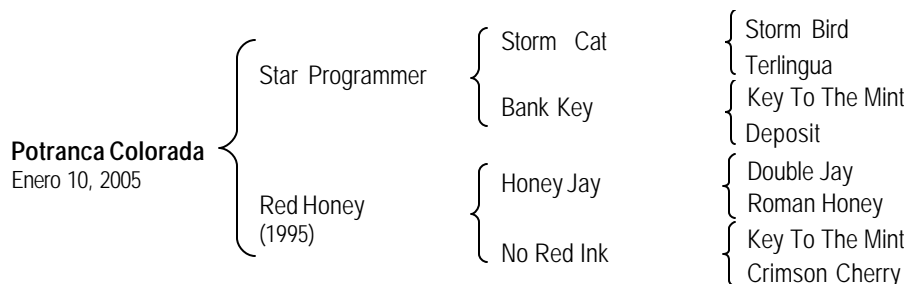 Potranca Colorada
Enero 10, 2005
Star Programmer
Red Honey
(1995)
Storm Cat
Bank Key
Honey Jay
No Red Ink
Storm Bird
Terlingua
Key To The Mint
Deposit
Double Jay
Roman Honey
Key To The Mint
Crimson Cherry